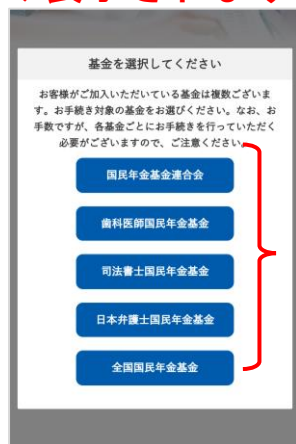 基金を選択してください
お客様がご加入いただいている基金は複数ございま
す。お手続き対象の基金をお選びください。なお、お
手数ですが、各基金ごとにお手続きを行っていただく
必要がございますので、ご注意ください。
国民年金基金連合会
歯科医師国民年金基金
司法書士国民年金基金
日本弁護士国民年金基金
全国国民年金基金